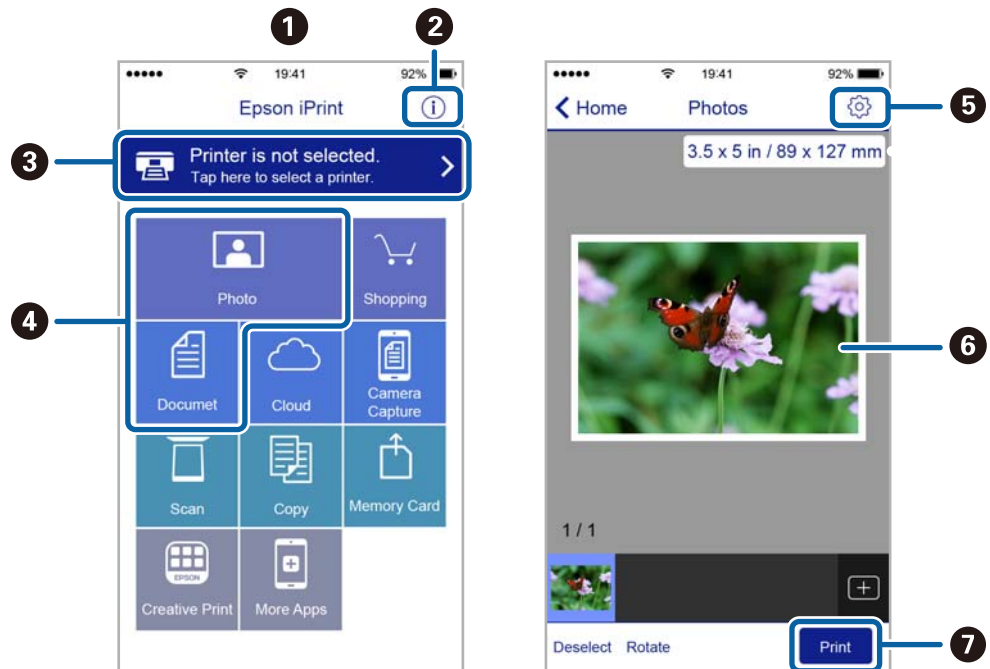 1
2
19:41
92%
Epson iPrint
i
3
Printer is not selected.
Tap here to select a printer.
4
Photo
Shopping
Documet
Cloud
Camera
Capture
Scan
Copy
Memory Card
EPSON
Creative Print
More Apps
19:41
92%
Home
Photos
5
3.5 x 5 in / 89 x 127 mm
6
1 / 1
Deselect
Rotate
Print
7